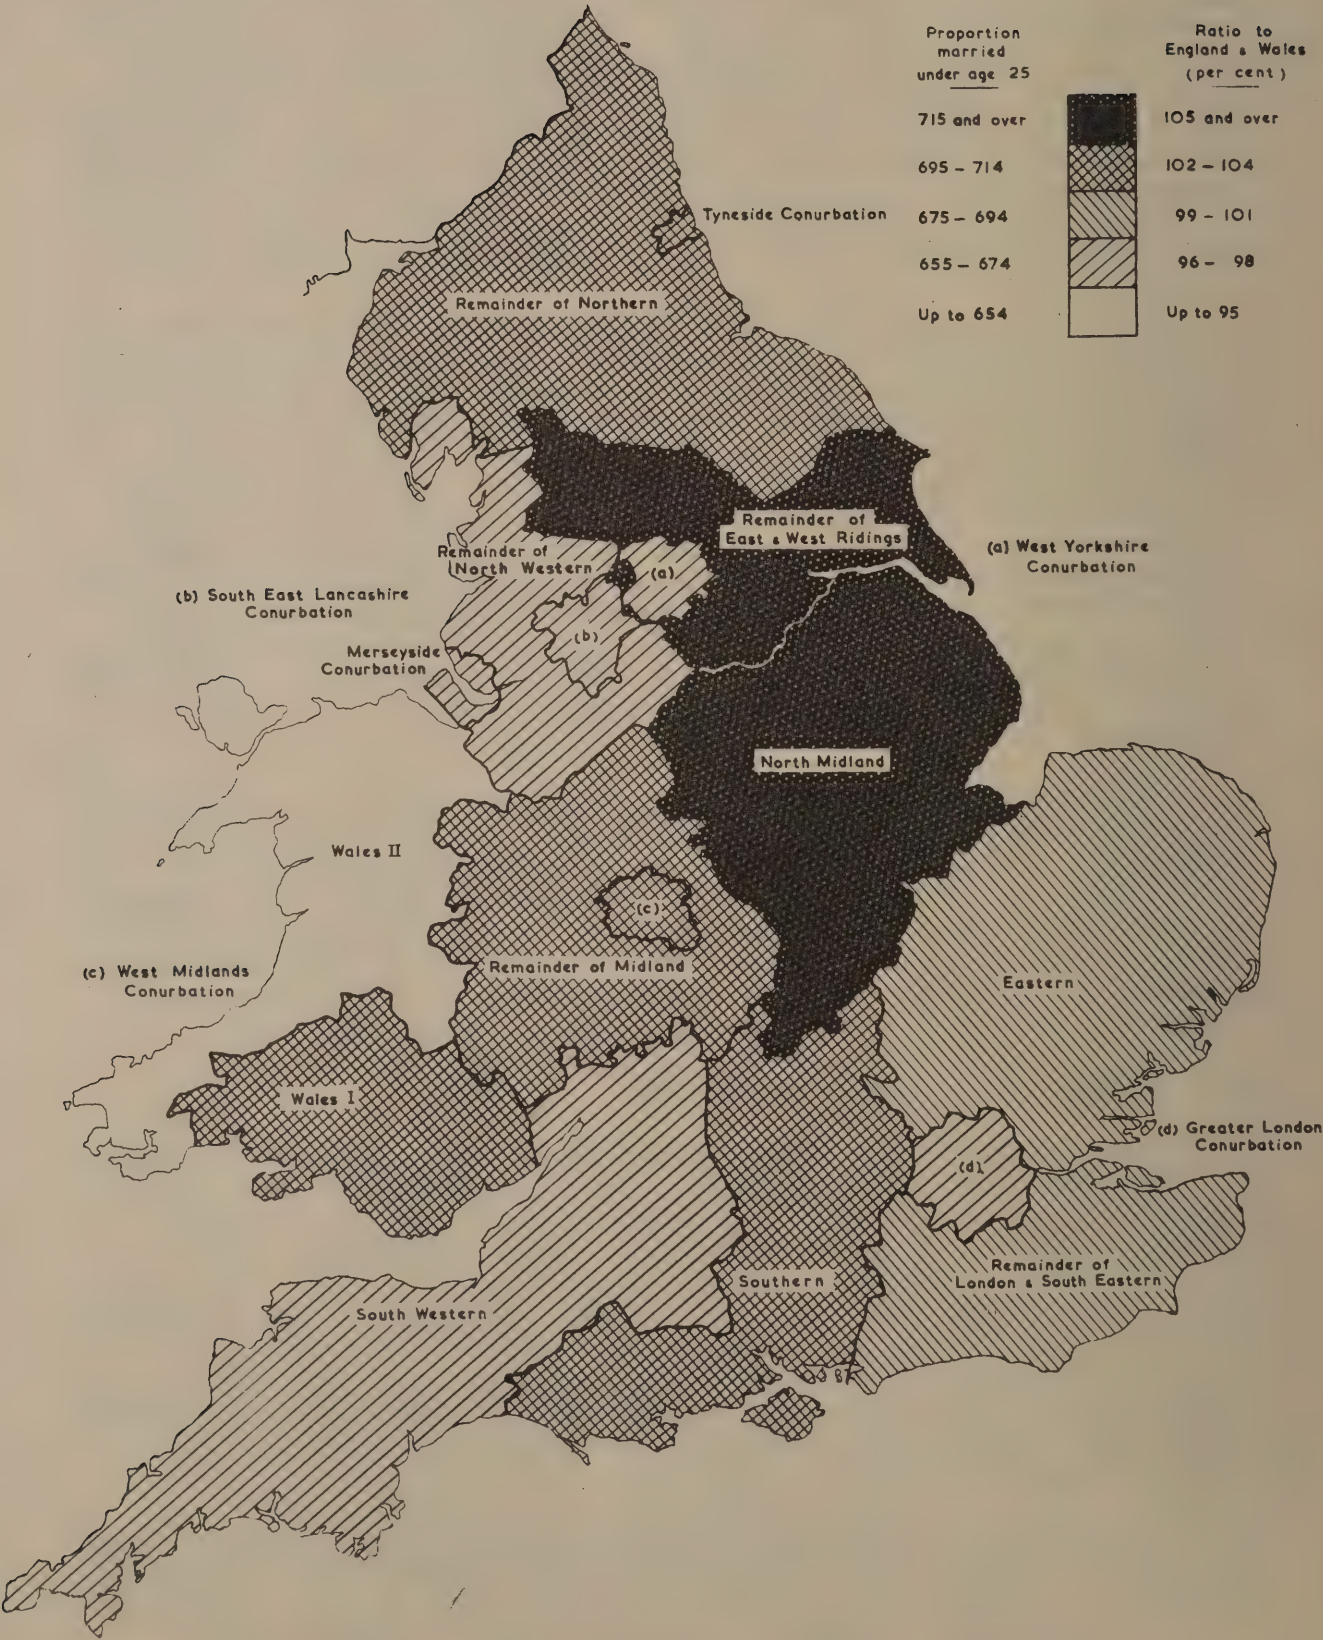 Proportion
married
under age 25
Ratio to
England & Wales
(per cent)
715 and over
105 and over
695 – 714
102 – 104
675 – 694
99 – 101
655 – 674
96 – 98
Up to 654
Up to 95
Tyneside Conurbation
Remainder of Northern
Remainder of
East & West Ridings
(a) West Yorkshire
Conurbation
Remainder of
North Western
(a)
(b) South East Lancashire
Conurbation
(b)
Merseyside
Conurbation
North Midland
Wales II
(c)
(c) West Midlands
Conurbation
Remainder of Midland
Eastern
Wales I
(d) Greater London
Conurbation
(d)
Remainder of
London & South Eastern
Southern
South Western